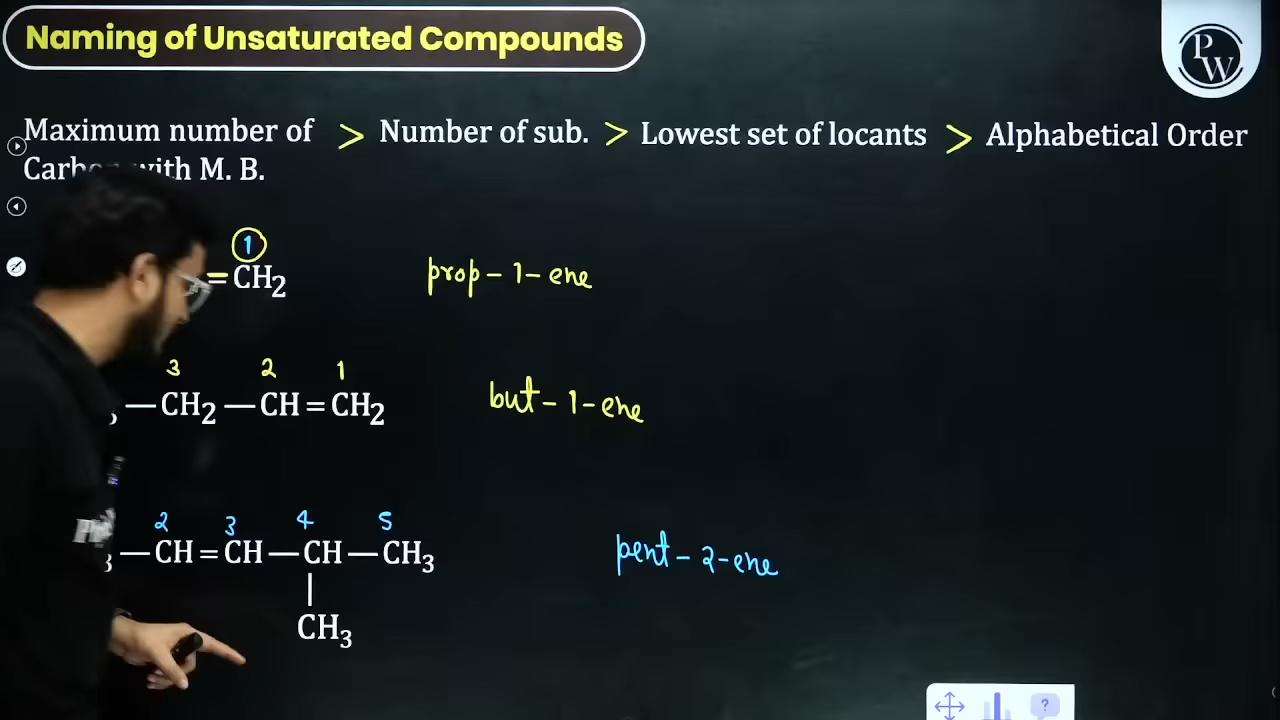 Naming of Unsaturated Compounds
PW
Maximum number of > Number of sub. > Lowest set of locants > Alphabetical Order
with M. B.
1
=CH₂ prop-1-ene
3 2 1
—CH₂—CH=CH₂ but-1-ene
2 3 4 5
3—CH=CH—CH—CH₃ pent-2-ene
CH₃
?